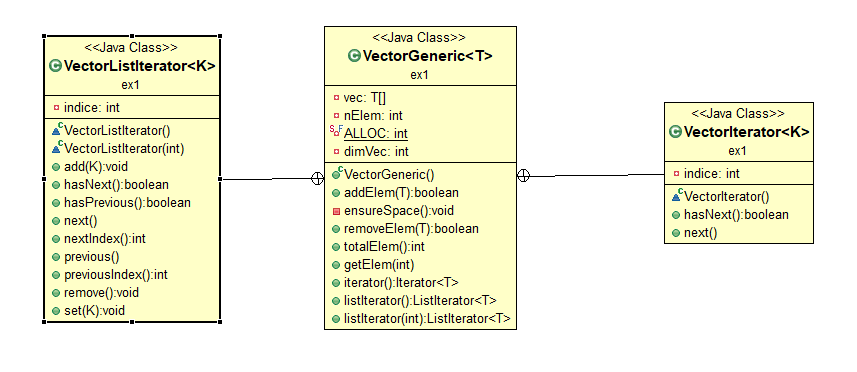 <<Java Class>>
VectorListIterator<K>
ex1
indice: int
VectorListIterator()
VectorListIterator(int)
add(K):void
hasNext():boolean
hasPrevious():boolean
next()
nextIndex():int
previous()
previousIndex():int
remove():void
set(K):void
<<Java Class>>
VectorGeneric<T>
ex1
vec: T[]
nElem: int
ALLOC: int
dimVec: int
VectorGeneric()
addElem(T):boolean
ensureSpace():void
removeElem(T):boolean
totalElem():int
getElem(int)
iterator():Iterator<T>
listIterator():ListIterator<T>
listIterator(int):ListIterator<T>
<<Java Class>>
VectorIterator<K>
ex1
indice: int
VectorIterator()
hasNext():boolean
next()